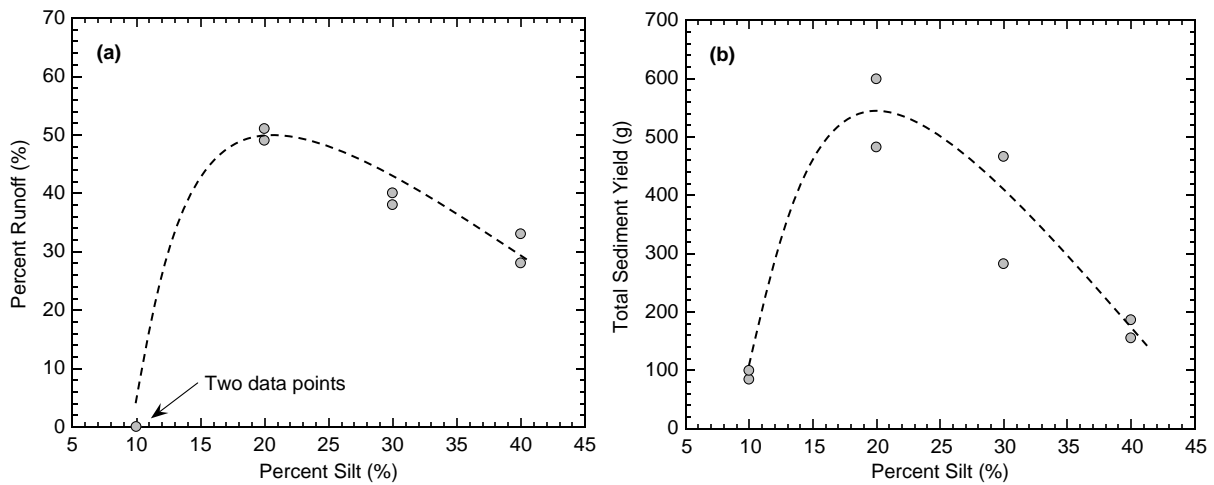 (a)
Percent Runoff (%)
70
60
50
40
30
20
10
0
Two data points
5 10 15 20 25 30 35 40 45
Percent Silt (%)
(b)
Total Sediment Yield (g)
700
600
500
400
300
200
100
0
5 10 15 20 25 30 35 40 45
Percent Silt (%)